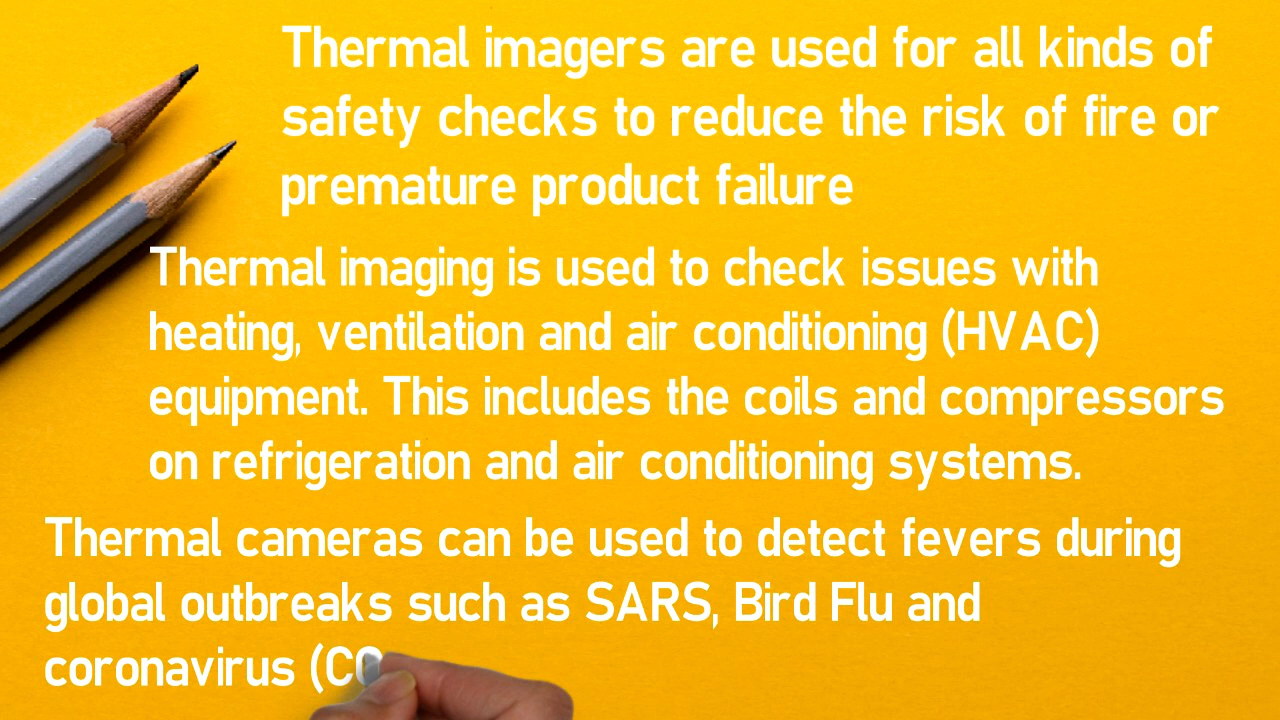 Thermal imagers are used for all kinds of
safety checks to reduce the risk of fire or
premature product failure
Thermal imaging is used to check issues with
heating, ventilation and air conditioning (HVAC)
equipment. This includes the coils and compressors
on refrigeration and air conditioning systems.
Thermal cameras can be used to detect fevers during
global outbreaks such as SARS, Bird Flu and
coronavirus (CO